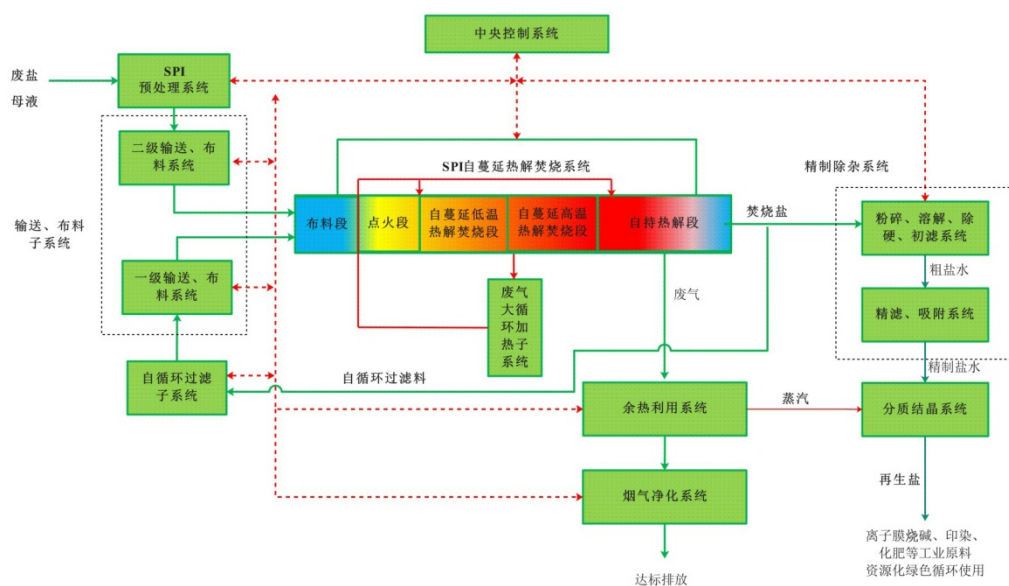 中央控制系统
废盐
母液
SPI
预处理系统
二级输送、布
料系统
输送、布料
子系统
一级输送、布
料系统
自循环过滤
子系统
SPI自蔓延热解焚烧系统
布料段
点火段
自蔓延低温
热解焚烧段
自蔓延高温
热解焚烧段
自持热解段
废气
大循
环加
热子
系统
废气
自循环过滤料
焚烧盐
精制除杂系统
粉碎、溶解、除
硬、初滤系统
粗盐水
精滤、吸附系统
精制盐水
余热利用系统
蒸汽
分质结晶系统
烟气净化系统
达标排放
再生盐
离子膜烧碱、印染、
化肥等工业原料
资源化绿色循环使用